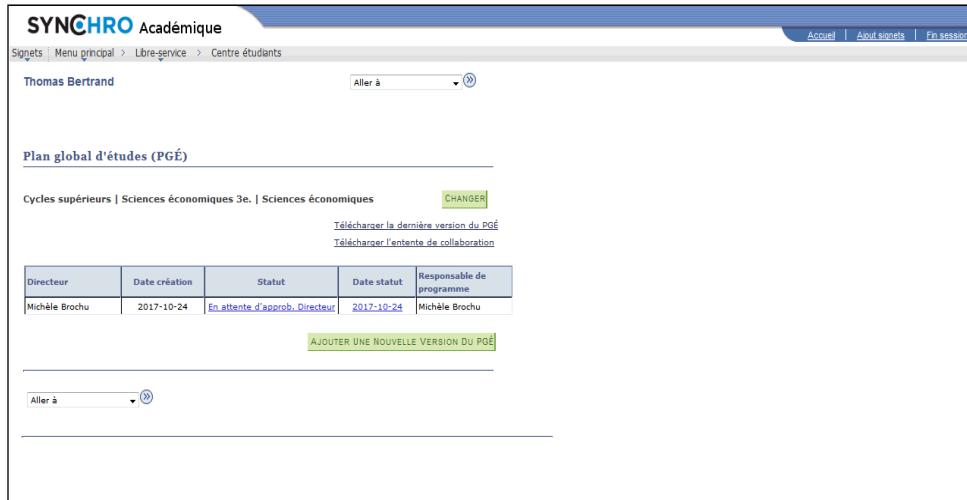 SYNCHRO Académique
Accueil | Ajout signets | Fin session
Signets Menu principal > Libre-service > Centre étudiants
Thomas Bertrand
Aller à
Plan global d'études (PGÉ)
Cycles supérieurs | Sciences économiques 3e. | Sciences économiques CHANGER
Télécharger la dernière version du PGÉ
Télécharger l'entente de collaboration
Directeur Date création Statut Date statut Responsable de programme
Michèle Brochu 2017-10-24 En attente d'approb. Directeur 2017-10-24 Michèle Brochu
AJOUTER UNE NOUVELLE VERSION DU PGÉ
Aller à